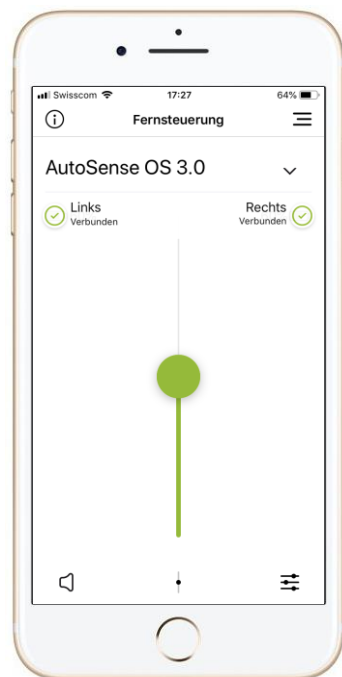 Swisscom 17:27 64%
Fernsteuerung
AutoSense OS 3.0
Links Rechts
Verbunden Verbunden